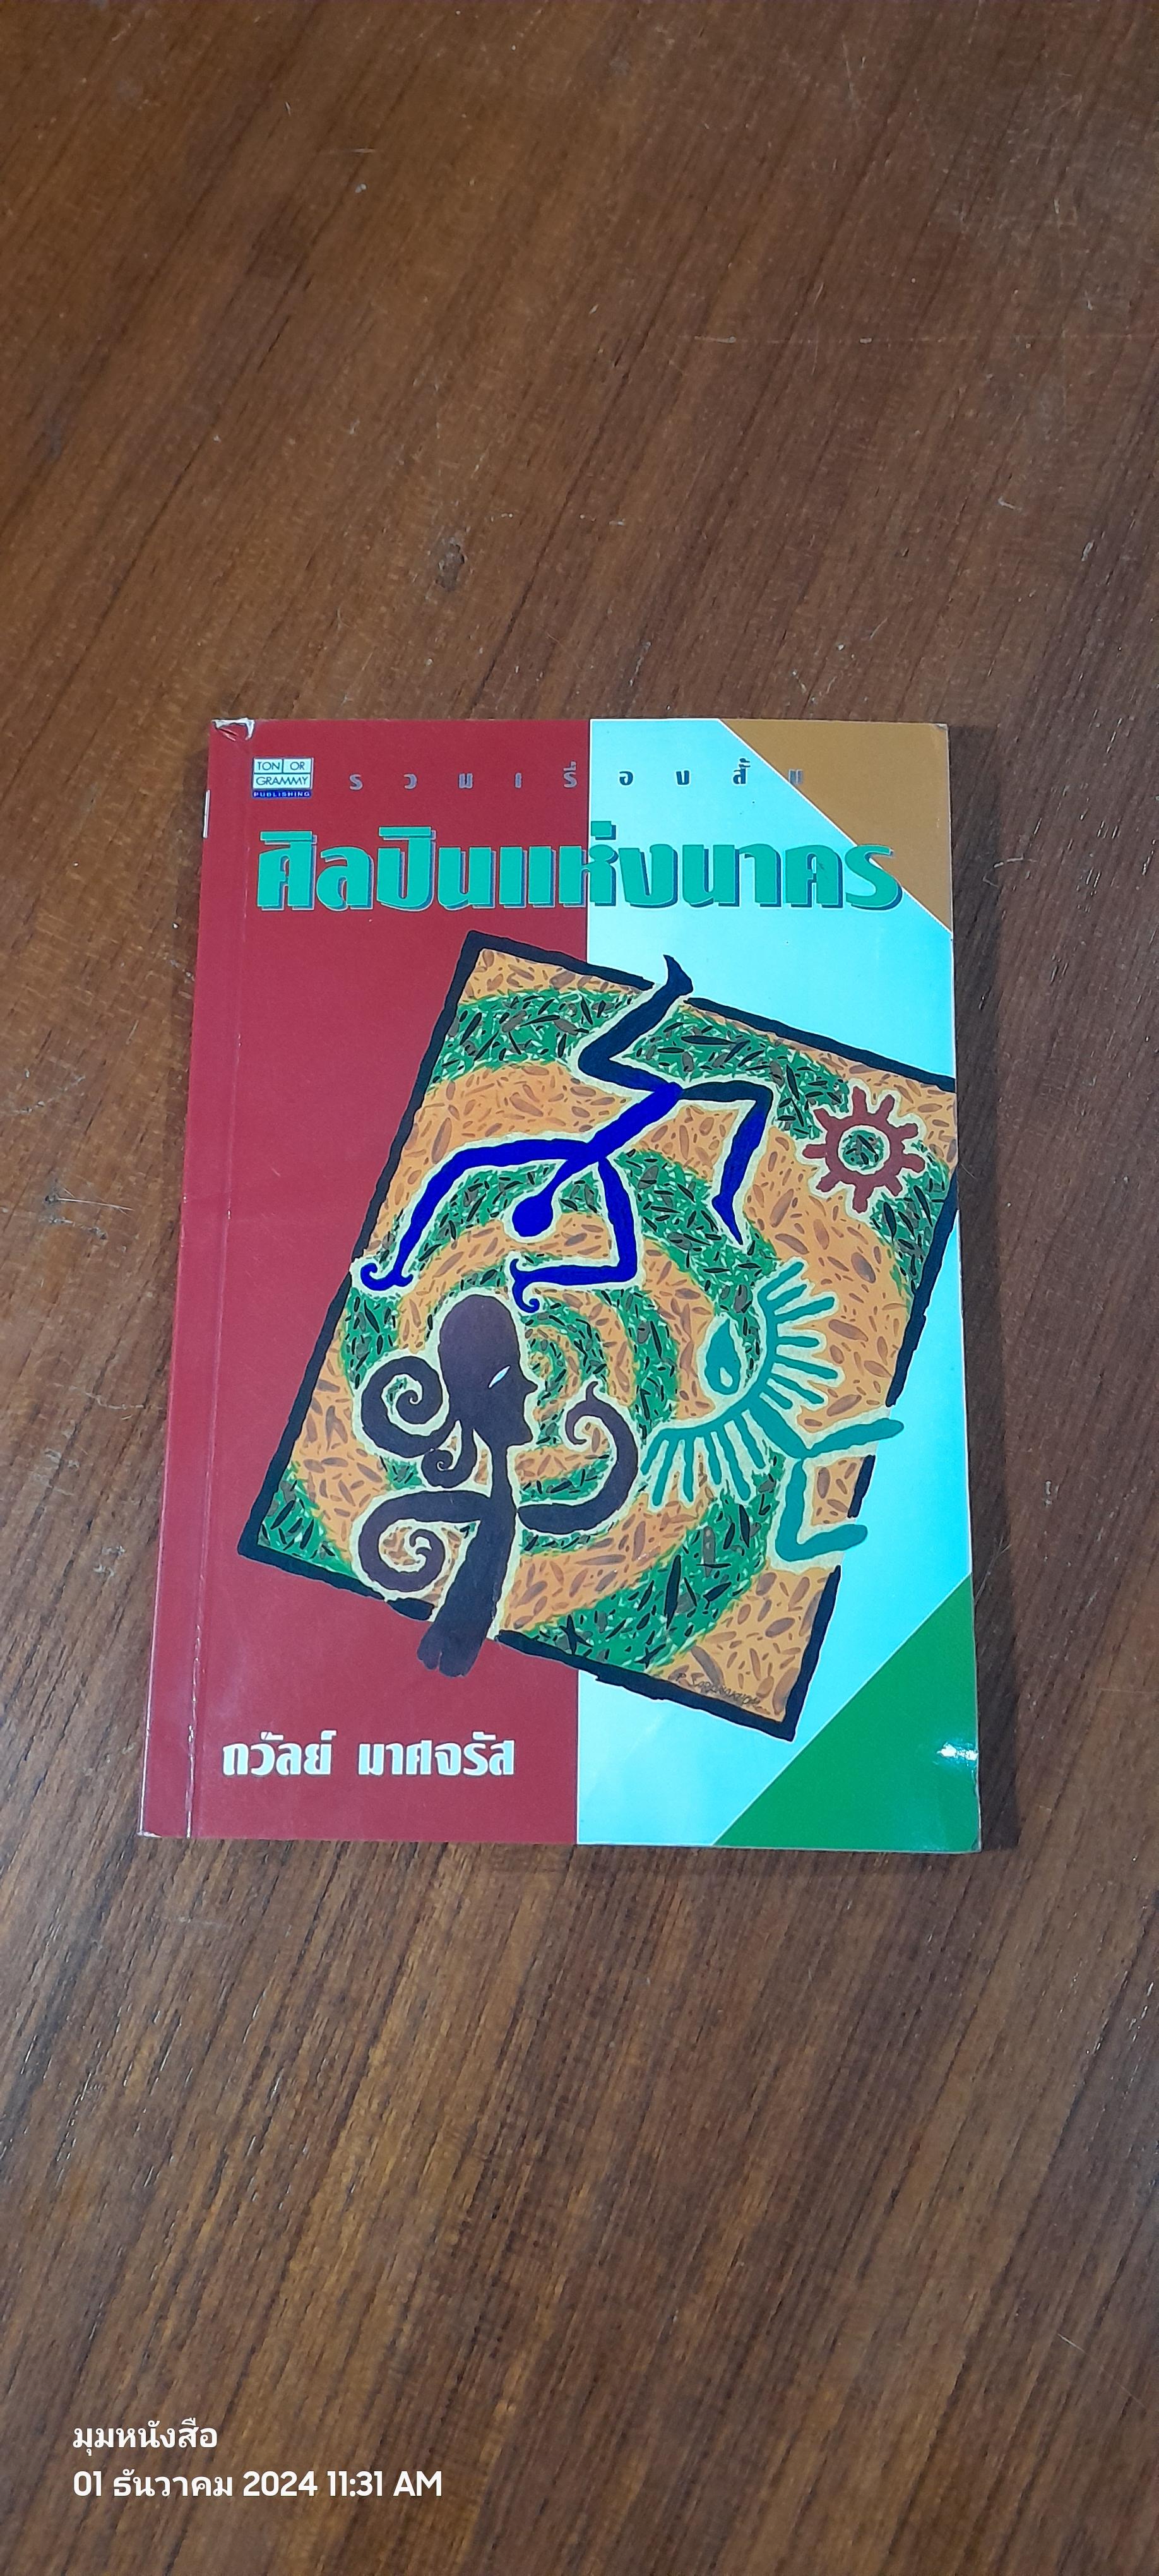 TON OR
GRAMMY
PUBLISHING
รวมเรื่องสั้น
ศิลปินแห่งนาคร
ถวัลย์ มาศจรัส
มุมหนังสือ
01 ธันวาคม 2024 11:31 AM